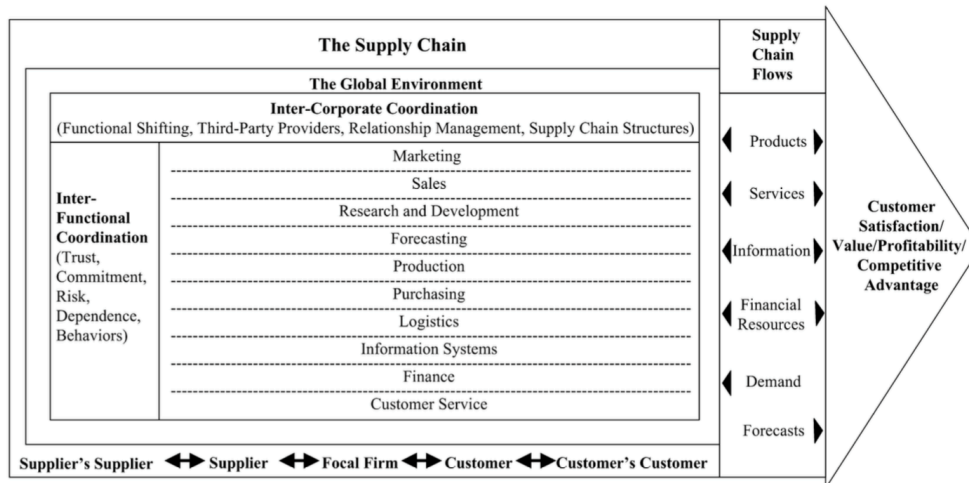 The Supply Chain
The Global Environment
Inter-Corporate Coordination
(Functional Shifting, Third-Party Providers, Relationship Management, Supply Chain Structures)
Inter-
Functional
Coordination
(Trust,
Commitment,
Risk,
Dependence,
Behaviors)
Marketing
Sales
Research and Development
Forecasting
Production
Purchasing
Logistics
Information Systems
Finance
Customer Service
Supplier's Supplier
Supplier
Focal Firm
Customer
Customer's Customer
Supply
Chain
Flows
Products
Services
Information
Financial
Resources
Demand
Forecasts
Customer
Satisfaction/
Value/Profitability/
Competitive
Advantage